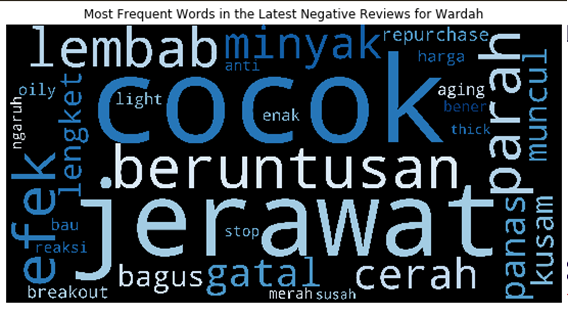 Most Frequent Words in the Latest Negative Reviews for Wardah
lembab
minyak
repurchase
anti
harga
oily
light
cocok
enak
aging
bener
thick
parah
muncul
ngaruh
lengket
beruntusan
efek
jerawat
stop
bau
reaksi
panas
kusam
bagus
gatal
cerah
breakout
merah
susah